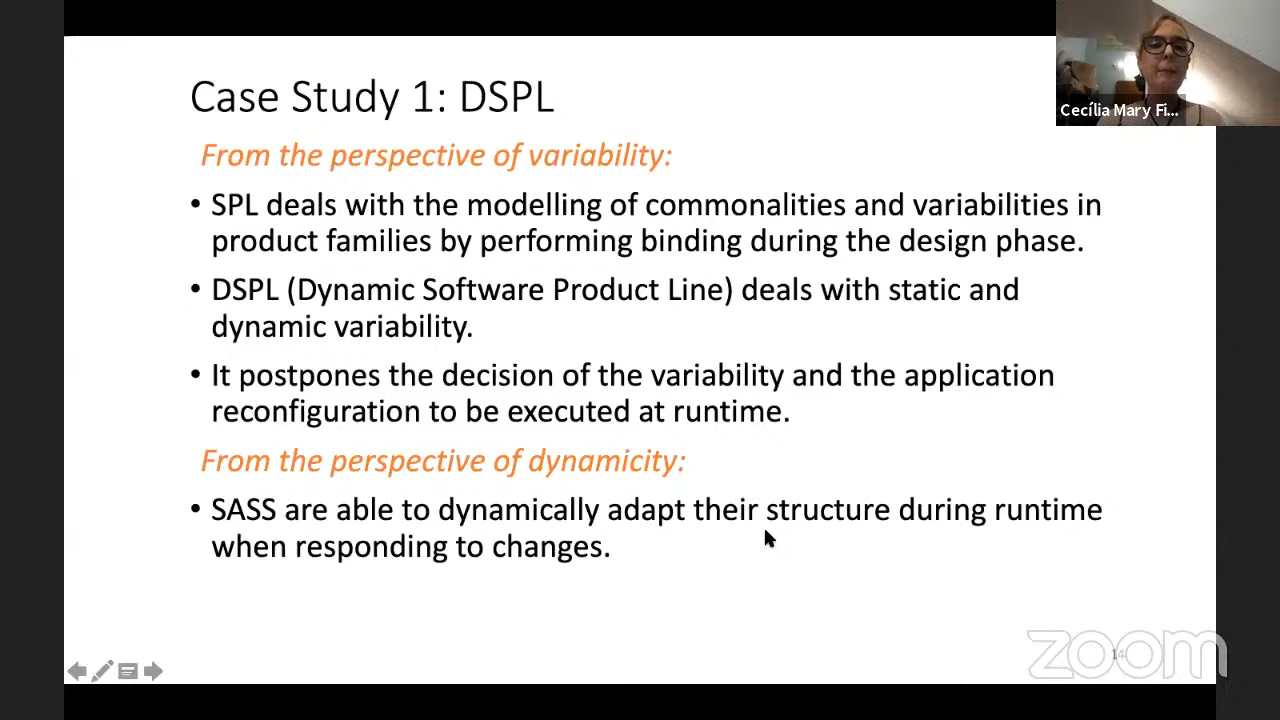 Case Study 1: DSPL
Cecília Mary Fi...
From the perspective of variability:
• SPL deals with the modelling of commonalities and variabilities in
product families by performing binding during the design phase.
• DSPL (Dynamic Software Product Line) deals with static and
dynamic variability.
• It postpones the decision of the variability and the application
reconfiguration to be executed at runtime.
From the perspective of dynamicity:
• SASS are able to dynamically adapt their structure during runtime
when responding to changes.
14
zoom